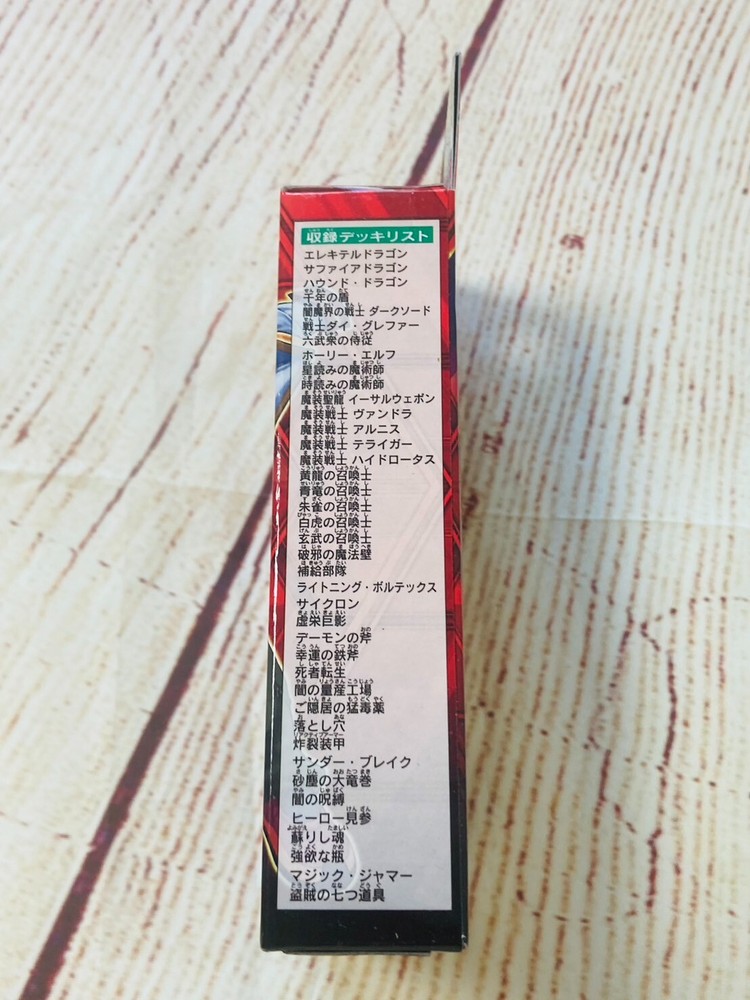 収録デッキリスト
エレキテルドラゴン
サファイアドラゴン
ハウンド・ドラゴン
千年の盾
闇魔界の戦士 ダークソード
戦士ダイ・グレファー
六武衆の侍従
ホーリー・エルフ
星読みの魔術師
時読みの魔術師
魔装聖龍 イーサルウェポン
魔装戦士 ヴァンドラ
魔装戦士 アルニス
魔装戦士 テライガー
魔装戦士 ハイドロータス
黄龍の召喚士
青竜の召喚士
朱雀の召喚士
白虎の召喚士
玄武の召喚士
破邪の魔法壁
補給部隊
ライトニング・ボルテックス
サイクロン
虚栄巨影
デーモンの斧
幸運の鉄斧
死者転生
闇の量産工場
ご隠居の猛毒薬
落とし穴
炸裂装甲
サンダー・ブレイク
砂塵の大竜巻
闇の呪縛
ヒーロー見参
蘇りし魂
強欲な瓶
マジック・ジャマー
盗賊の七つ道具